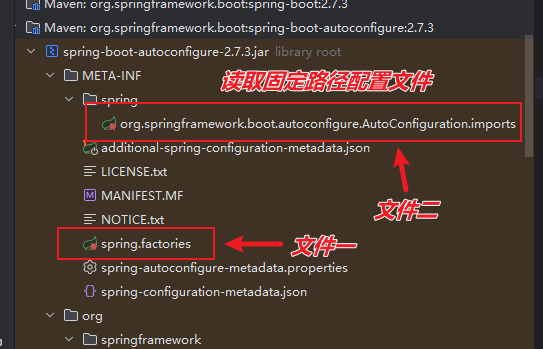 Maven: org.springframework.boot:spring-boot:2.7.3
Maven: org.springframework.boot:spring-boot-autoconfigure:2.7.3
spring-boot-autoconfigure-2.7.3.jar library root
META-INF
读取固定路径配置文件
spring
org.springframework.boot.autoconfigure.AutoConfiguration.imports
additional-spring-configuration-metadata.json
LICENSE.txt
MANIFEST.MF
文件二
NOTICE.txt
spring.factories
文件一
spring-autoconfigure-metadata.properties
spring-configuration-metadata.json
org
springframework